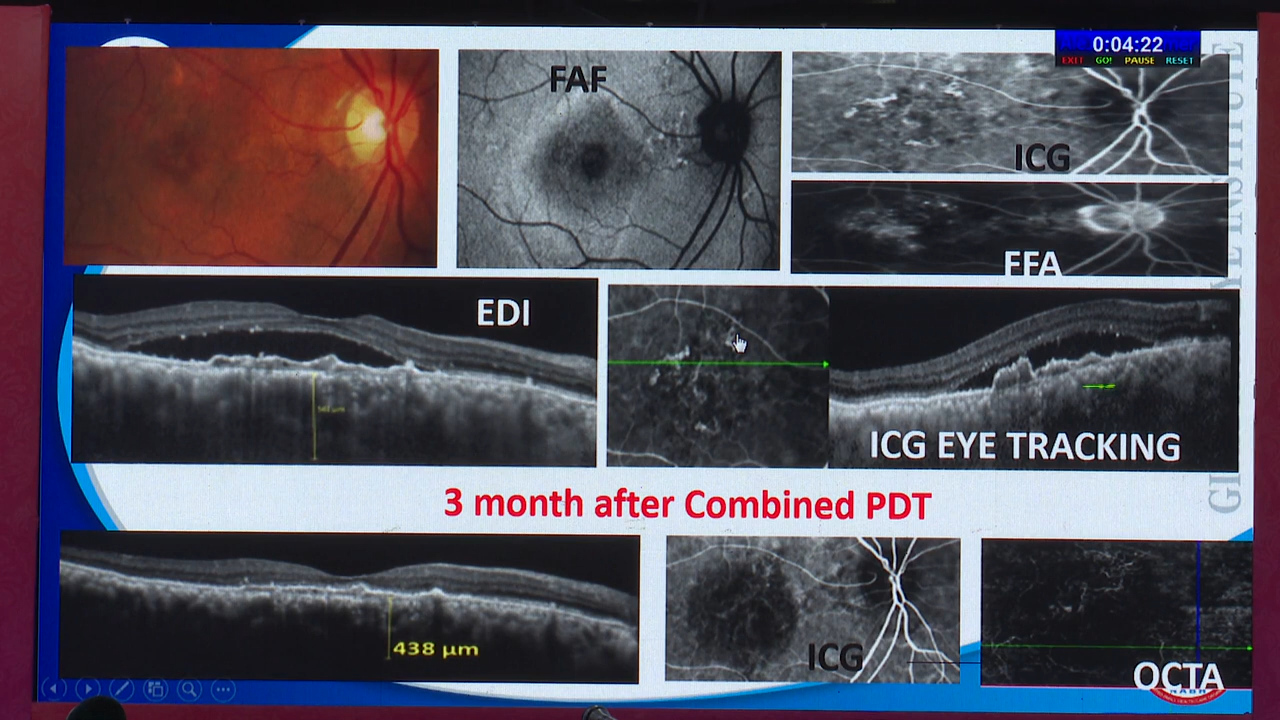 0:04:22
EXIT GO! PAUSE RESET
FAF
ICG
FFA
EDI
ICG EYE TRACKING
3 month after Combined PDT
438 µm
ICG
OCTA